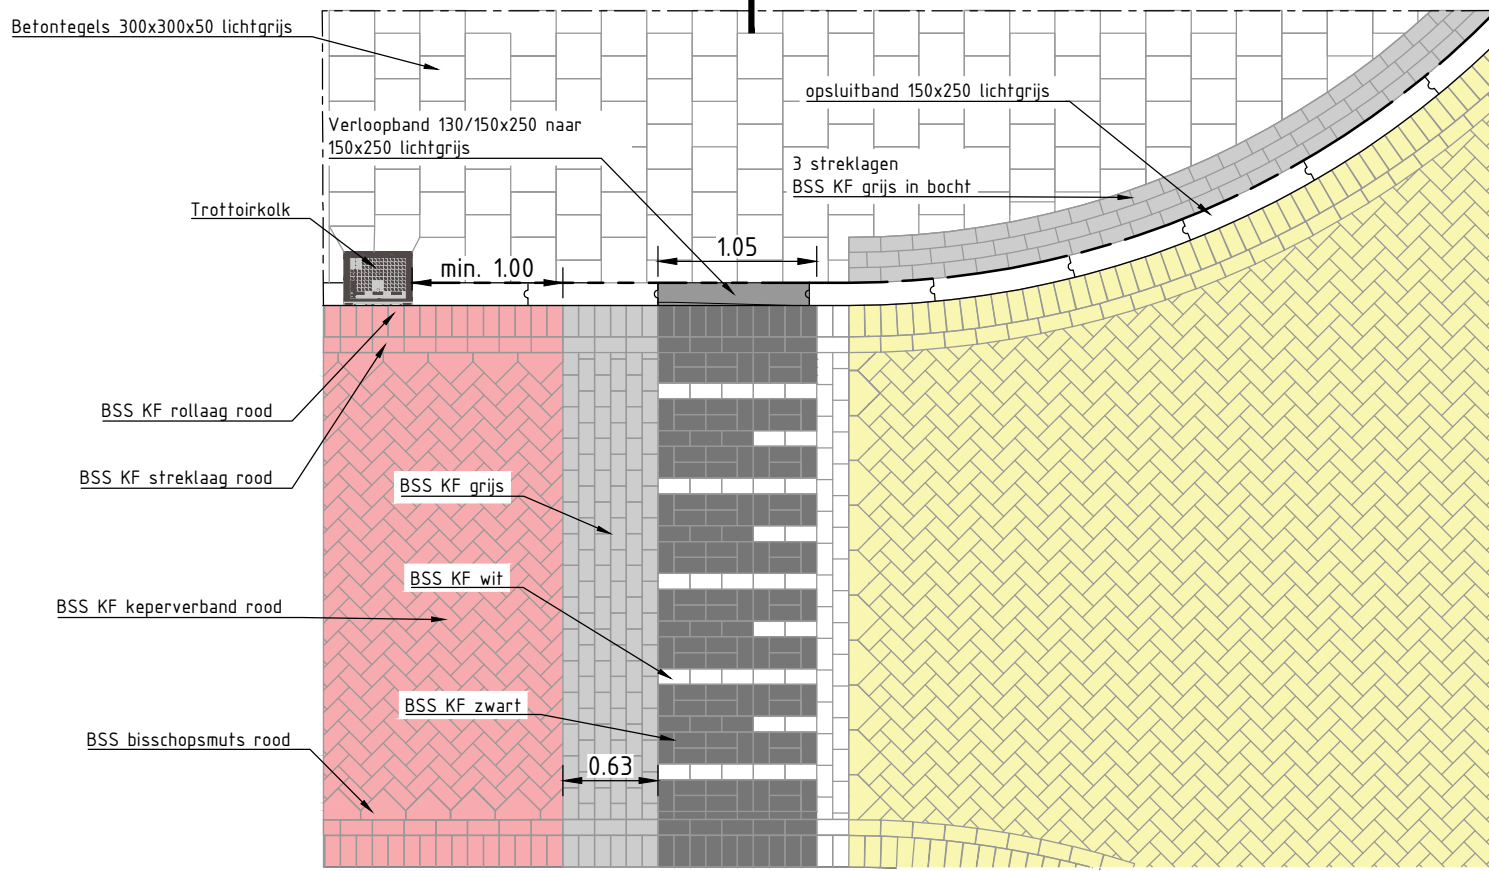 Betontegels 300x300x50 lichtgrijs
opsluitband 150x250 lichtgrijs
Verloopband 130/150x250 naar
150x250 lichtgrijs
3 streklagen
BSS KF grijs in bocht
Trottoirkolk
1.05
min. 1.00
BSS KF rollaag rood
BSS KF streklaag rood
BSS KF grijs
BSS KF wit
BSS KF keperverband rood
BSS KF zwart
BSS bisschopsmuts rood
0.63